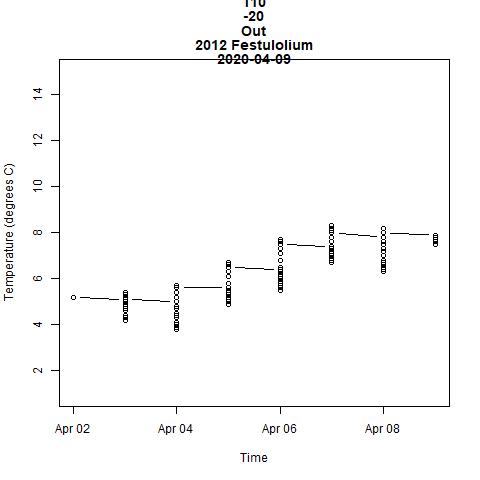 110
-20
Out
2012 Festulolium
2020-04-09
Temperature (degrees C)
14
12
10
8
6
4
2
Apr 02
Apr 04
Apr 06
Apr 08
Time